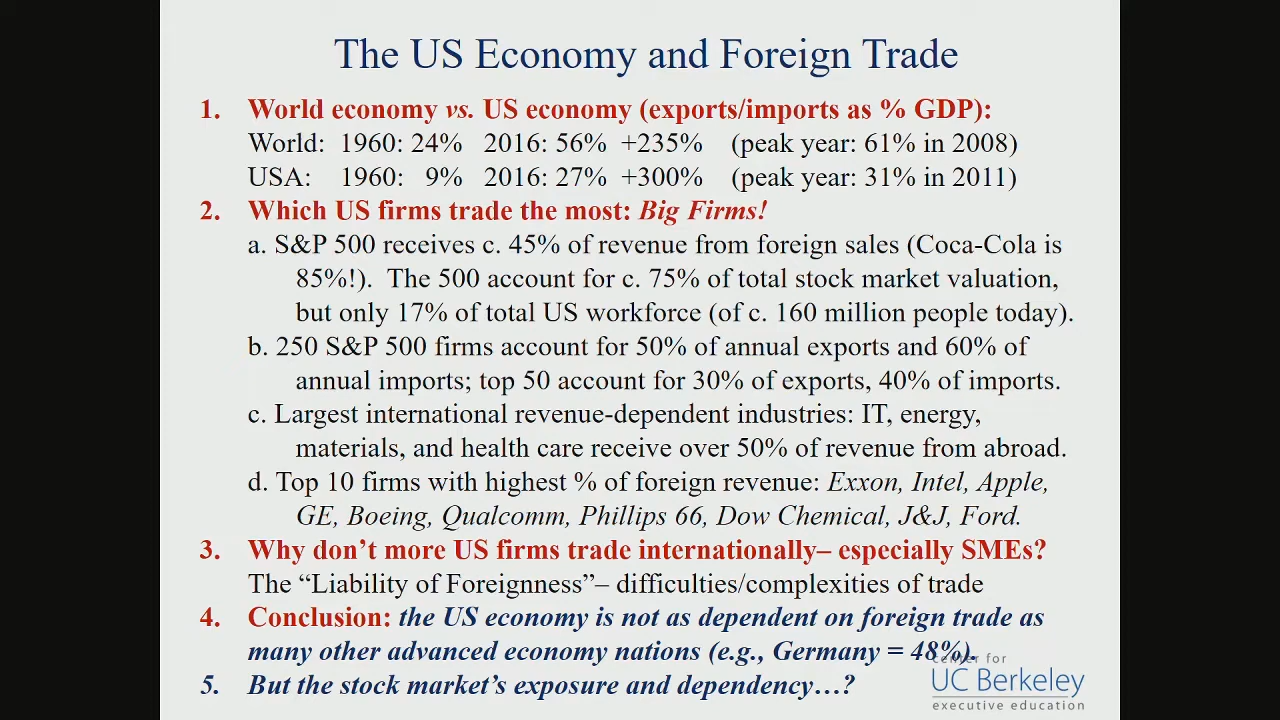 The US Economy and Foreign Trade
1. World economy vs. US economy (exports/imports as % GDP):
World: 1960: 24% 2016: 56% +235% (peak year: 61% in 2008)
USA: 1960: 9% 2016: 27% +300% (peak year: 31% in 2011)
2. Which US firms trade the most: Big Firms!
a. S&P 500 receives c. 45% of revenue from foreign sales (Coca-Cola is
85%!). The 500 account for c. 75% of total stock market valuation,
but only 17% of total US workforce (of c. 160 million people today).
b. 250 S&P 500 firms account for 50% of annual exports and 60% of
annual imports; top 50 account for 30% of exports, 40% of imports.
c. Largest international revenue-dependent industries: IT, energy,
materials, and health care receive over 50% of revenue from abroad.
d. Top 10 firms with highest % of foreign revenue: Exxon, Intel, Apple,
GE, Boeing, Qualcomm, Phillips 66, Dow Chemical, J&J, Ford.
3. Why don’t more US firms trade internationally– especially SMEs?
The “Liability of Foreignness”– difficulties/complexities of trade
4. Conclusion: the US economy is not as dependent on foreign trade as
many other advanced economy nations (e.g., Germany = 48%).
5. But the stock market’s exposure and dependency…?
center for
UC Berkeley
executive education